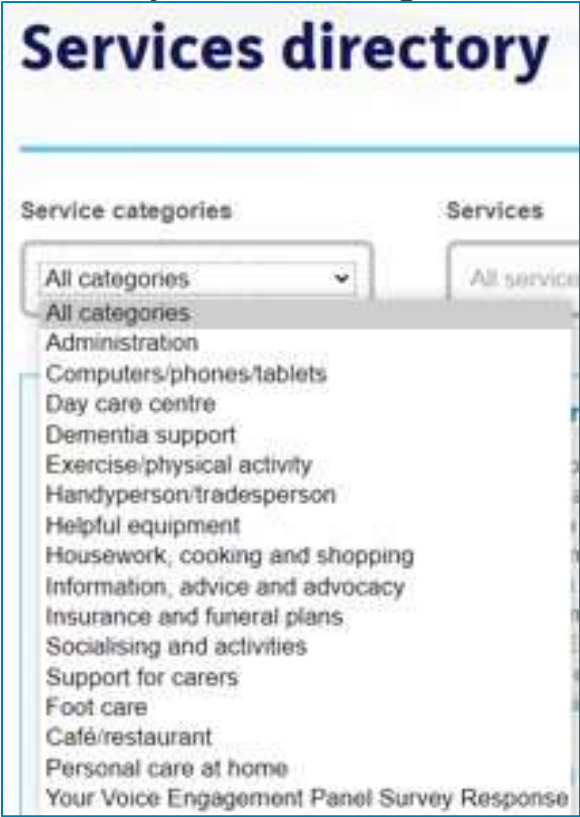 Services directory
Service categories
Services
All categories
All
All categories
Administration
Computers/phones/tablets
Day care centre
Dementia support
Exercise/physical activity
Handyperson/tradesperson
Helpful equipment
Housework, cooking and shopping
Information, advice and advocacy
Insurance and funeral plans
Socialising and activities
Support for carers
Foot care
Café/restaurant
Personal care at home
Your Voice Engagement Panel Survey Response